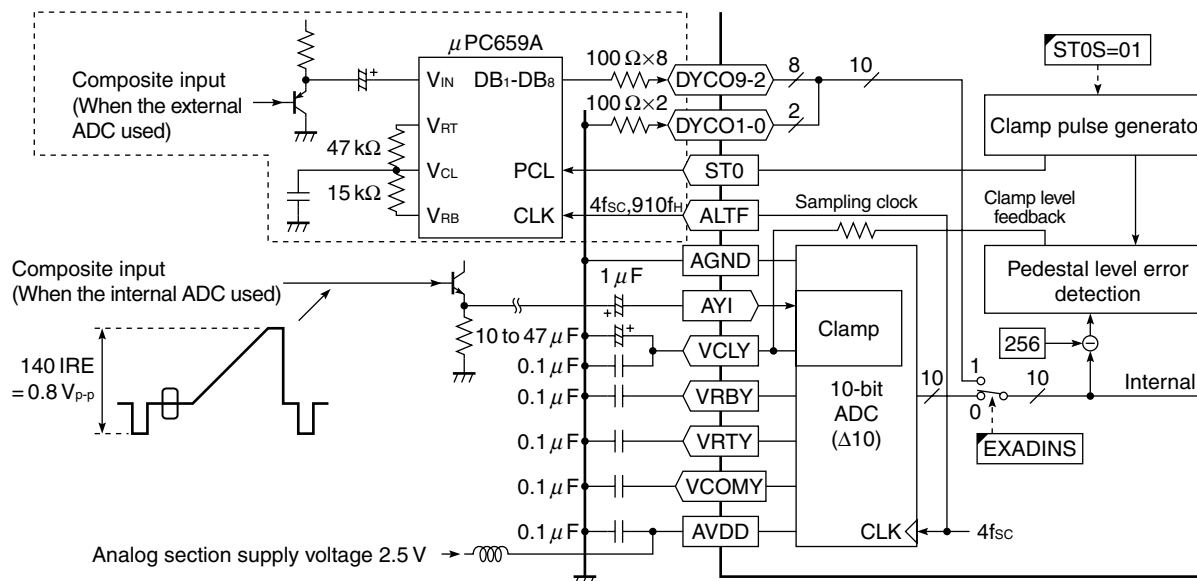 μPC659A
ST0S=01
Composite input
(When the external
ADC used)
+
VIN
DB1-DB8
100 Ω×8
DYCO9-2
8
10
100 Ω×2
DYCO1-0
2
Clamp pulse generator
VRT
47 kΩ
VCL
PCL
ST0
15 kΩ
VRB
CLK
4fSC,910fH
ALTF
Sampling clock
Clamp level
feedback
AGND
Pedestal level error
detection
Composite input
(When the internal ADC used)
1 μF
+
AYI
Clamp
10 to 47 μF
+
VCLY
256
−
140 IRE
= 0.8 Vp-p
0.1 μF
0.1 μF
VRBY
10-bit
ADC
(Δ10)
10
1
0
10
Internal
0.1 μF
VRTY
EXADINS
0.1 μF
VCOMY
0.1 μF
AVDD
CLK
4fSC
Analog section supply voltage 2.5 V